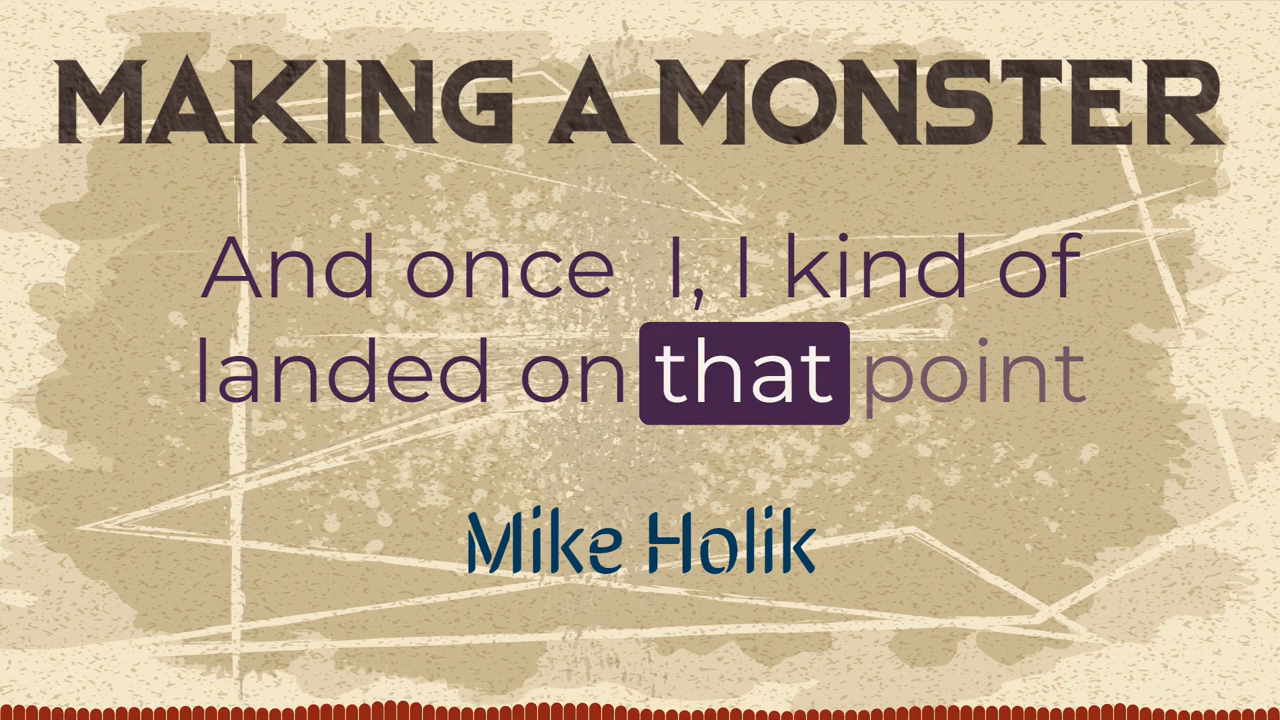 MAKING A MONSTER
And once I, I kind of
landed on that point
Mike Holik